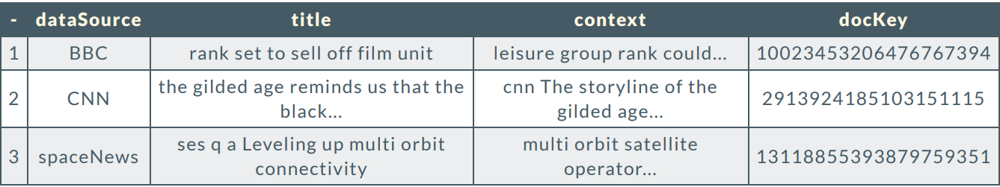 - dataSource title context docKey
1 BBC rank set to sell off film unit leisure group rank could... 10023453206476767394
2 CNN the gilded age reminds us that the black... cnn The storyline of the gilded age... 2913924185103151115
3 spaceNews ses q a Leveling up multi orbit connectivity multi orbit satellite operator... 13118855393879759351